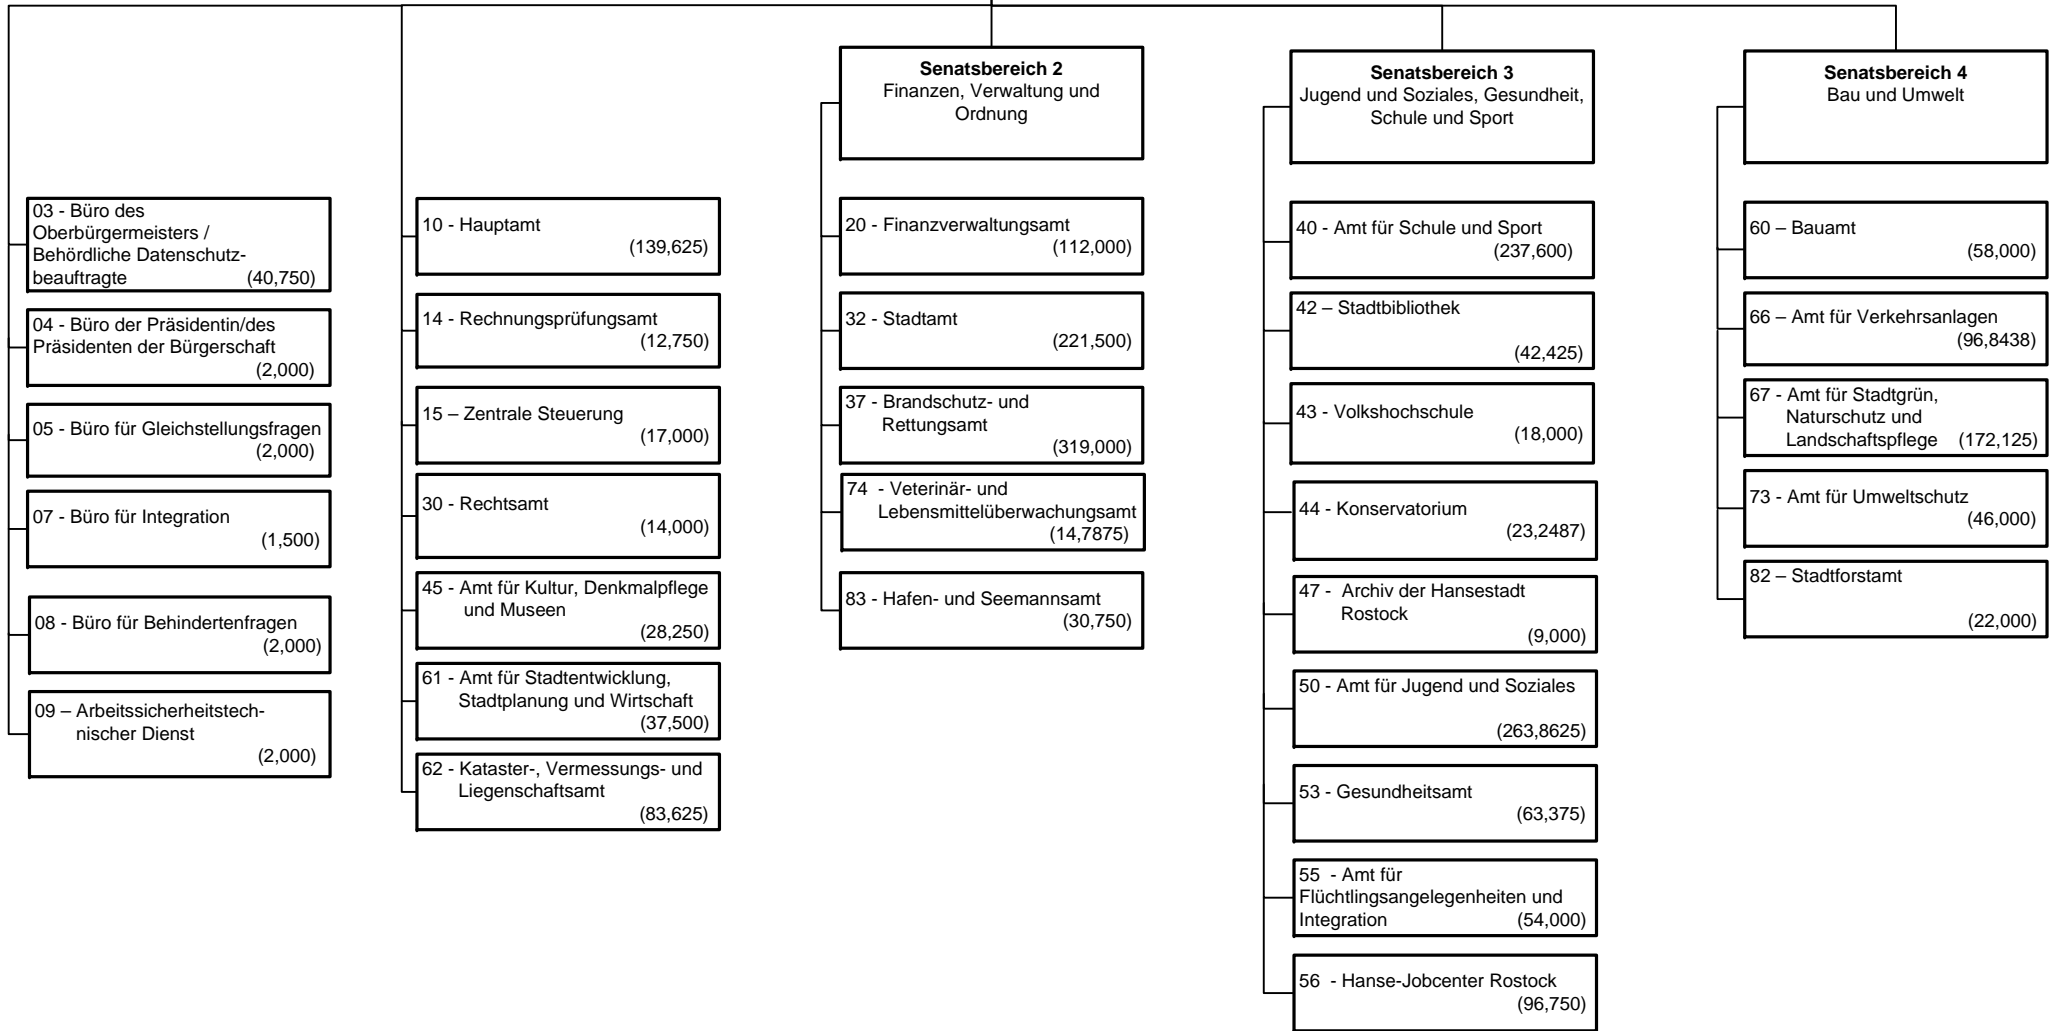 Senatsbereich 2
Finanzen, Verwaltung und
Ordnung
Senatsbereich 3
Jugend und Soziales, Gesundheit,
Schule und Sport
Senatsbereich 4
Bau und Umwelt
03 - Büro des
Oberbürgermeisters /
Behördliche Datenschutz-
beauftragte (40,750)
04 - Büro der Präsidentin/des
Präsidenten der Bürgerschaft
(2,000)
05 - Büro für Gleichstellungsfragen
(2,000)
07 - Büro für Integration
(1,500)
08 - Büro für Behindertenfragen
(2,000)
09 – Arbeitssicherheitstech-
nischer Dienst
(2,000)
10 - Hauptamt
(139,625)
14 - Rechnungsprüfungsamt
(12,750)
15 – Zentrale Steuerung
(17,000)
30 - Rechtsamt
(14,000)
45 - Amt für Kultur, Denkmalpflege
und Museen
(28,250)
61 - Amt für Stadtentwicklung,
Stadtplanung und Wirtschaft
(37,500)
62 - Kataster-, Vermessungs- und
Liegenschaftsamt
(83,625)
20 - Finanzverwaltungsamt
(112,000)
32 - Stadtamt
(221,500)
37 - Brandschutz- und
Rettungsamt
(319,000)
74 - Veterinär- und
Lebensmittelüberwachungsamt
(14,7875)
83 - Hafen- und Seemannsamt
(30,750)
40 - Amt für Schule und Sport
(237,600)
42 – Stadtbibliothek
(42,425)
43 - Volkshochschule
(18,000)
44 - Konservatorium
(23,2487)
47 - Archiv der Hansestadt
Rostock
(9,000)
50 - Amt für Jugend und Soziales
(263,8625)
53 - Gesundheitsamt
(63,375)
55 - Amt für
Flüchtlingsangelegenheiten und
Integration (54,000)
56 - Hanse-Jobcenter Rostock
(96,750)
60 – Bauamt
(58,000)
66 – Amt für Verkehrsanlagen
(96,8438)
67 - Amt für Stadtgrün,
Naturschutz und
Landschaftspflege (172,125)
73 - Amt für Umweltschutz
(46,000)
82 – Stadtforstamt
(22,000)